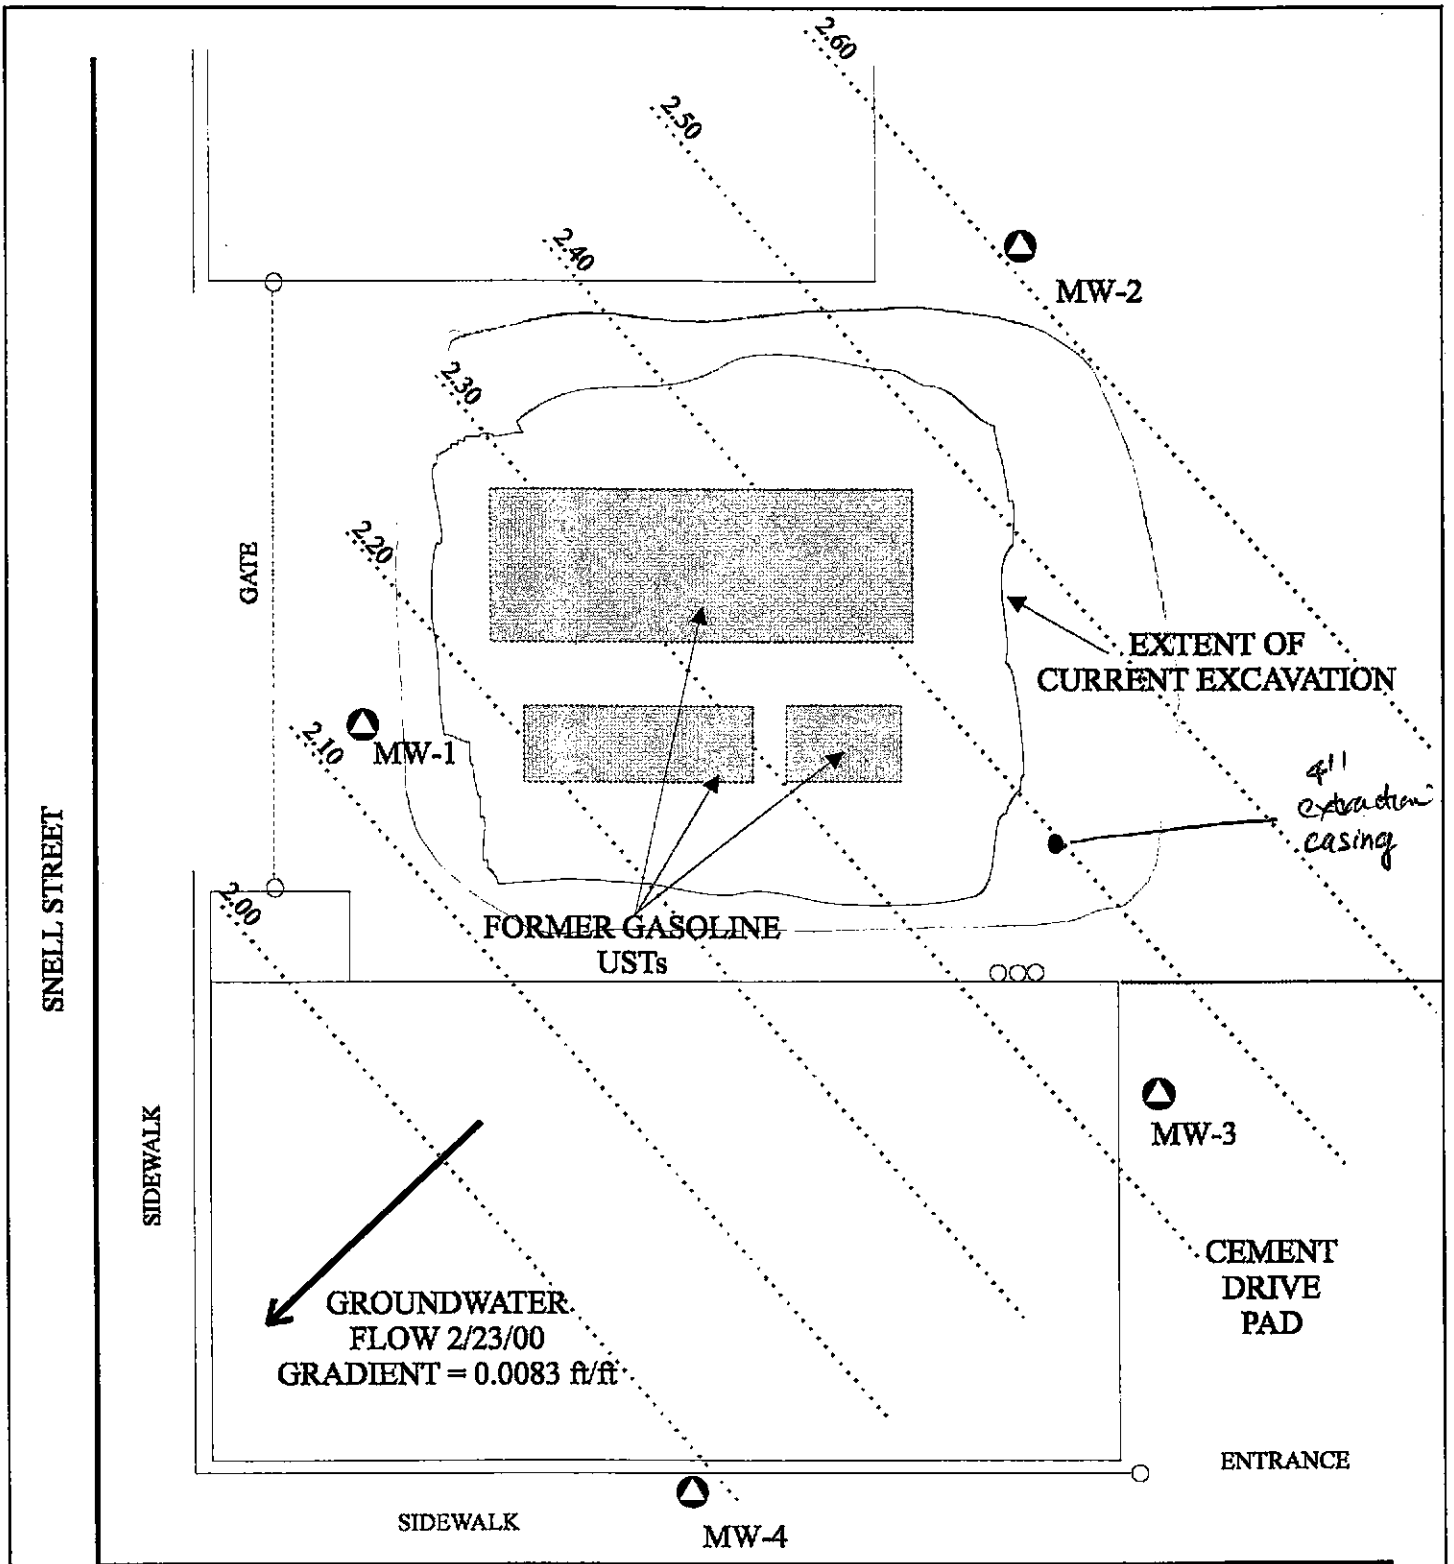 2.60
2.50
2.40
MW-2
2.30
2.20
GATE
EXTENT OF
CURRENT EXCAVATION
2.10
MW-1
4"
extraction
casing
SNELL STREET
2.00
FORMER GASOLINE
USTs
MW-3
SIDEWALK
CEMENT
DRIVE
PAD
GROUNDWATER
FLOW 2/23/00
GRADIENT = 0.0083 ft/ft
ENTRANCE
SIDEWALK
MW-4